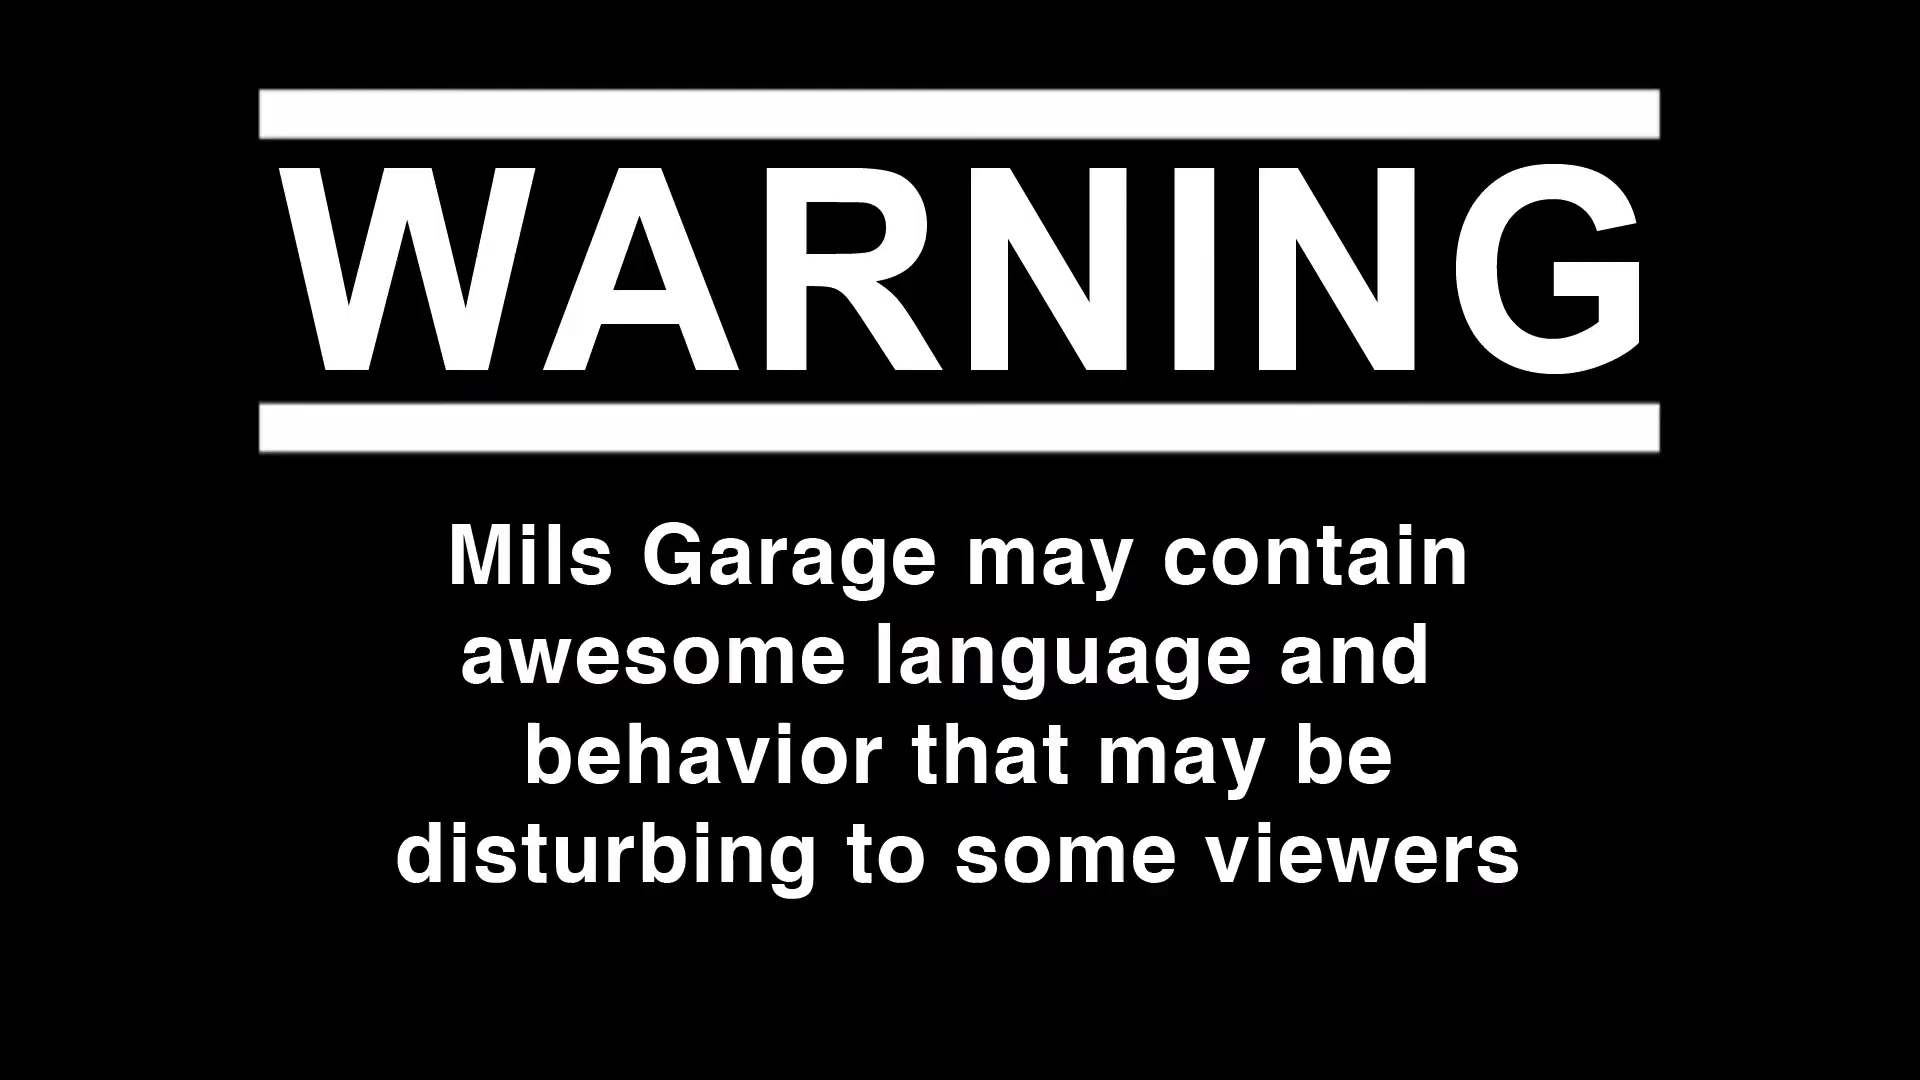 WARNING
Mils Garage may contain
awesome language and
behavior that may be
disturbing to some viewers